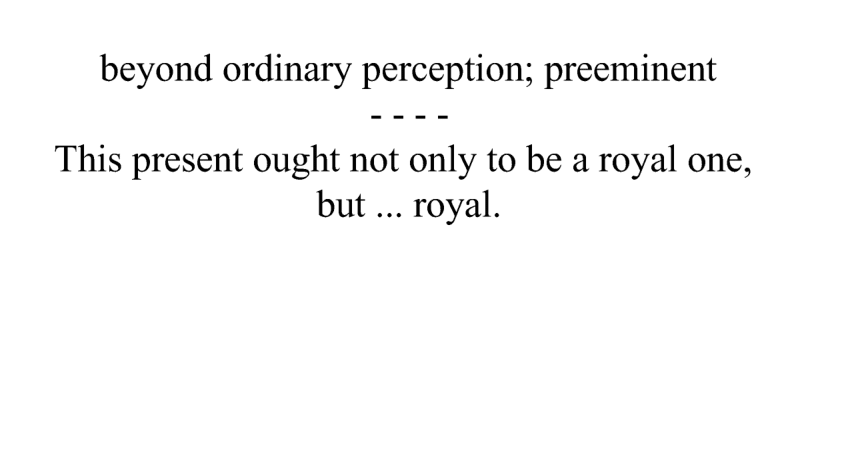 beyond ordinary perception; preeminent
- - - -
This present ought not only to be a royal one,
but ... royal.